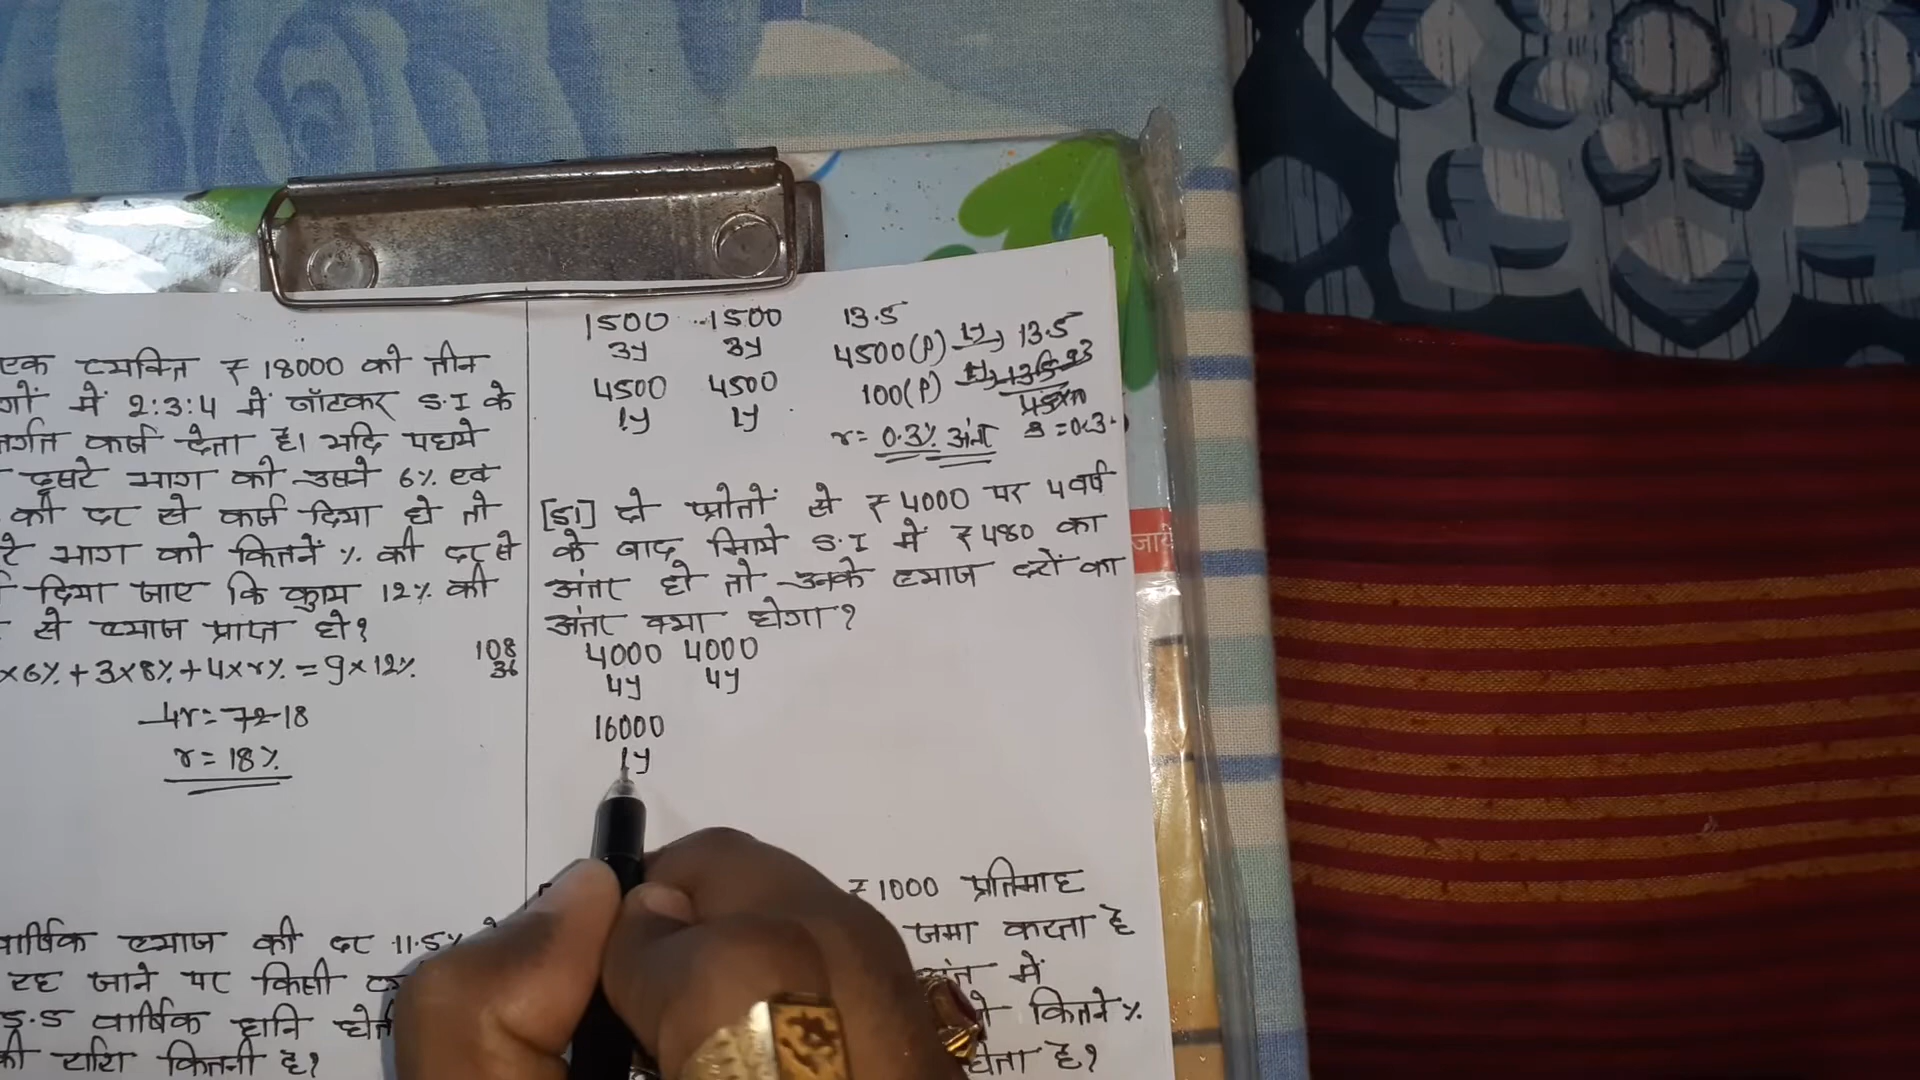 एक व्यक्ति ₹ 18000 को तीन
में 2:3:4 में बाँटकर S.I के
कर्ज देता है। यदि पहले
दूसरे भाग को उसने 6% एवं
की दर से कर्ज दिया हो तो
भाग को कितनें % की दर से
दिया जाए कि कुल 12% की
से ब्याज प्राप्त हो?
×6% + 3×8% + 4×r% = 9×12%
108
36
4r = 72 18
r = 18%
वार्षिक ब्याज की दर 11.5%
रह जाने पर किसी
वार्षिक हानि
की राशि कितनी है?
1500 1500 13.5
3y 3y
4500(P) 1y 13.5
4500 4500
100(P)
1y 1y
r = 0.3% अंतर
[51] दो स्रोतों से ₹ 4000 पर 4 वर्ष
के बाद मिले S.I में ₹ 480 का
अंतर हो तो उनके ब्याज दरों का
अंतर क्या होगा?
4000 4000
4y 4y
16000
1y
₹ 1000 प्रतिमाह
जमा करता है
अंत में
कितने %
होता है?